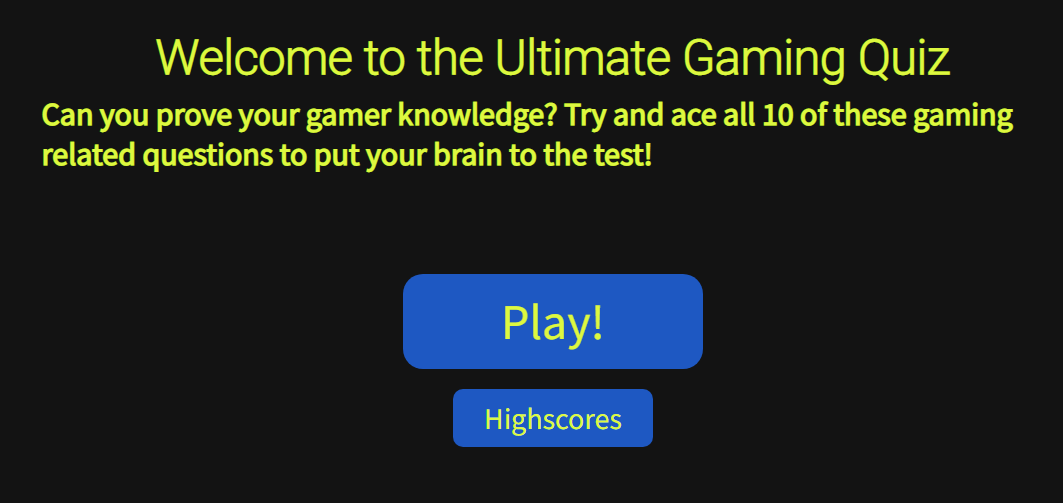 Welcome to the Ultimate Gaming Quiz
Can you prove your gamer knowledge? Try and ace all 10 of these gaming
related questions to put your brain to the test!
Play!
Highscores